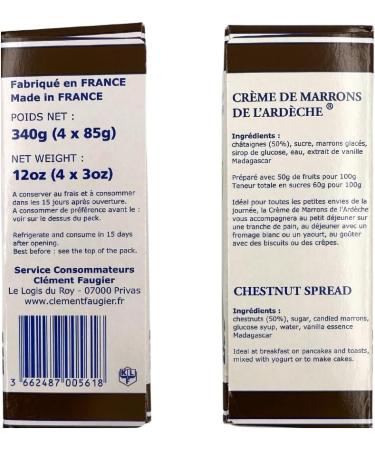 Fabriqué en FRANCE
Made in FRANCE
POIDS NET :
340g (4 x 85g)
NET WEIGHT :
12oz (4 x 3oz)
A conserver au frais et à consommer
dans les 15 jours après ouverture.
A consommer de préférence avant le :
voir sur le dessus du pack.
Refrigerate and consume in 15 days
after opening.
Best before : see the top of the pack.
Service Consommateurs
Clément Faugier
Le Logis du Roy - 07000 Privas
www.clementfaugier.fr
3 662487 005618
CRÈME DE MARRONS
DE L'ARDÈCHE ®
Ingrédients :
châtaignes (50%), sucre, marrons glacés,
sirop de glucose, eau, extrait de vanille
Madagascar
Préparé avec 50g de fruits pour 100g
Teneur totale en sucres 60g pour 100g
Idéal pour toutes les petites envies de la
journée, la Crème de Marrons de l'Ardèche
vous accompagnera au petit déjeuner sur
une tranche de pain, au déjeuner avec un
fromage blanc ou un yaourt, au goûter
avec des biscuits ou des crêpes.
CHESTNUT SPREAD
Ingrédients :
chestnuts (50%), sugar, candied marrons,
glucose syup, water, vanilla essence
Madagascar
Ideal at breakfast on pancakes and toasts,
mixed with yogurt or to make cakes.